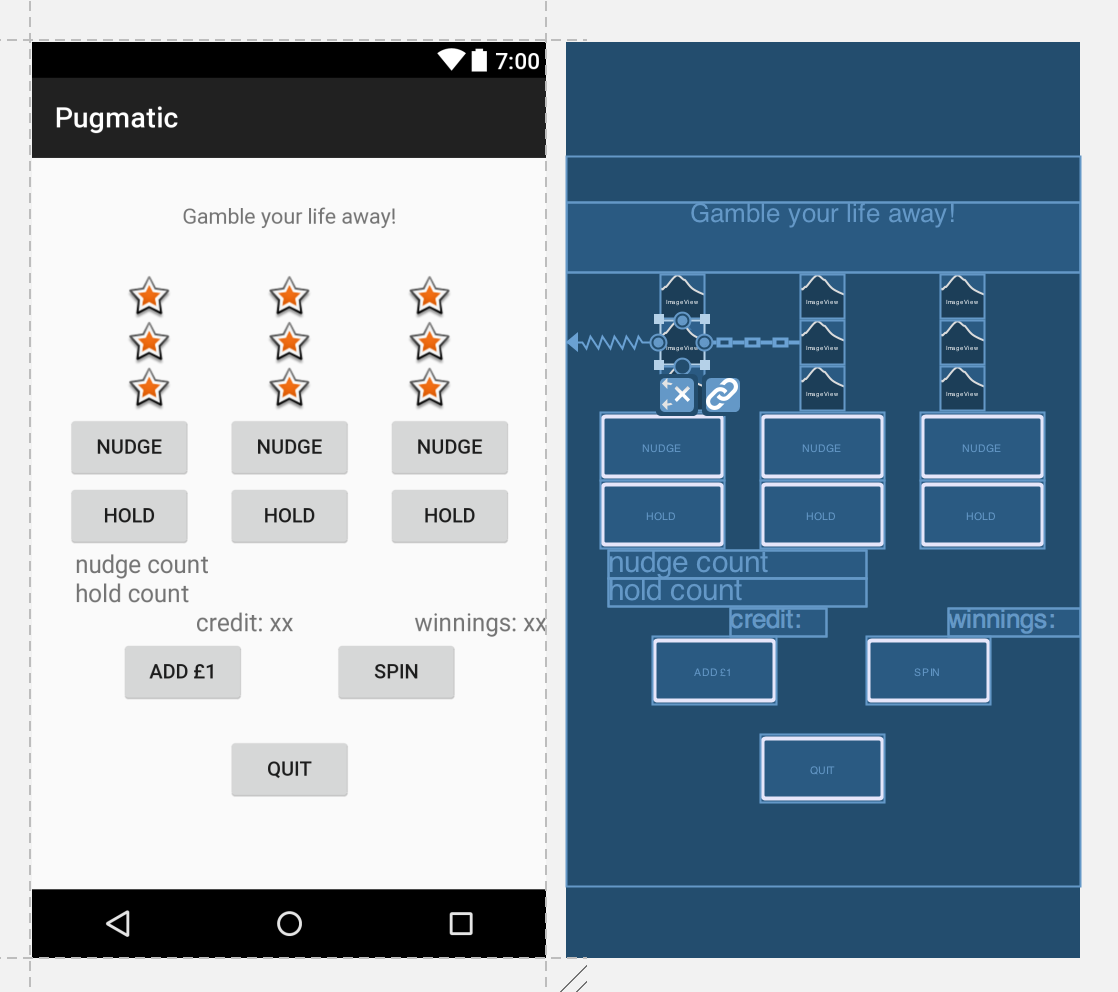 7:00
Pugmatic
Gamble your life away!
NUDGE NUDGE NUDGE
HOLD HOLD HOLD
nudge count
hold count
credit: xx winnings: xx
ADD £1 SPIN
QUIT
Gamble your life away!
ImageView ImageView ImageView
ImageView ImageView ImageView
ImageView ImageView
NUDGE NUDGE NUDGE
HOLD HOLD HOLD
nudge count
hold count
credit: winnings:
ADD £1 SPIN
QUIT